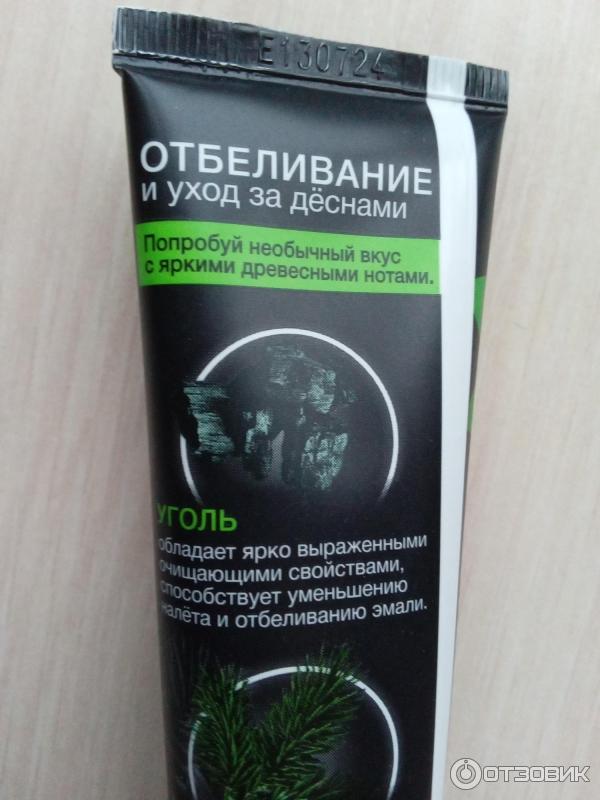 E130724
ОТБЕЛИВАНИЕ
и уход за дёснами
Попробуй необычный вкус
с яркими древесными нотами.
УГОЛЬ
обладает ярко выраженными
очищающими свойствами,
способствует уменьшению
налёта и отбеливанию эмали.
ОТЗОВИК